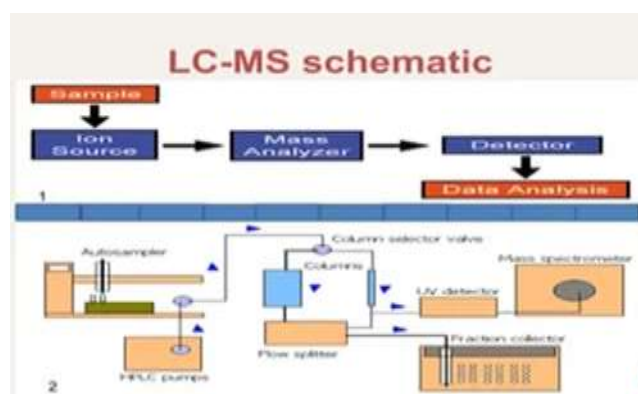 LC-MS schematic
Sample
Ion
Source
Mass
Analyzer
Detector
Data Analysis
1
Autosampler
Column selector valve
Columns
Mass spectrometer
UV detector
Flow splitter
Fraction collector
HPLC pumps
2